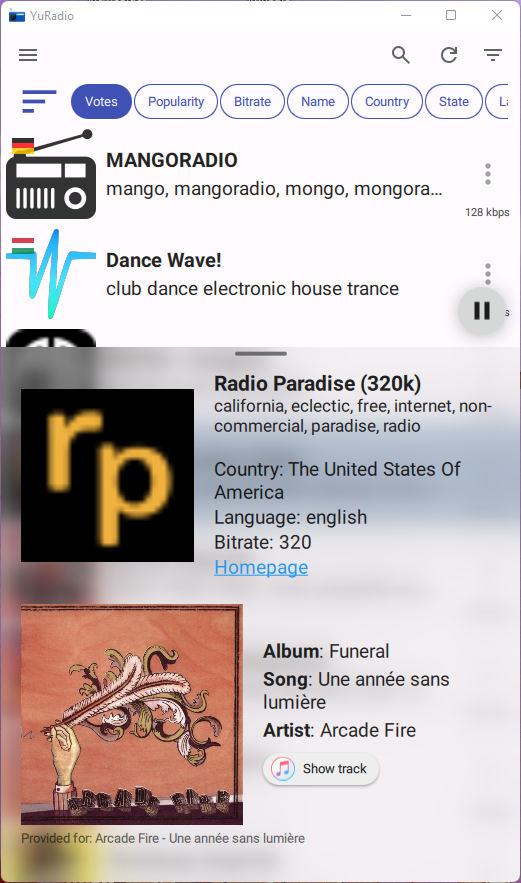 YuRadio
Votes
Popularity
Bitrate
Name
Country
State
MANGORADIO
mango, mangoradio, mongo, mongora...
128 kbps
Dance Wave!
club dance electronic house trance
Radio Paradise (320k)
california, eclectic, free, internet, non-
commercial, paradise, radio
rp
Country: The United States Of
America
Language: english
Bitrate: 320
Homepage
Album: Funeral
Song: Une année sans
lumière
Artist: Arcade Fire
Show track
ARCADE FIRE
Provided for: Arcade Fire - Une année sans lumière